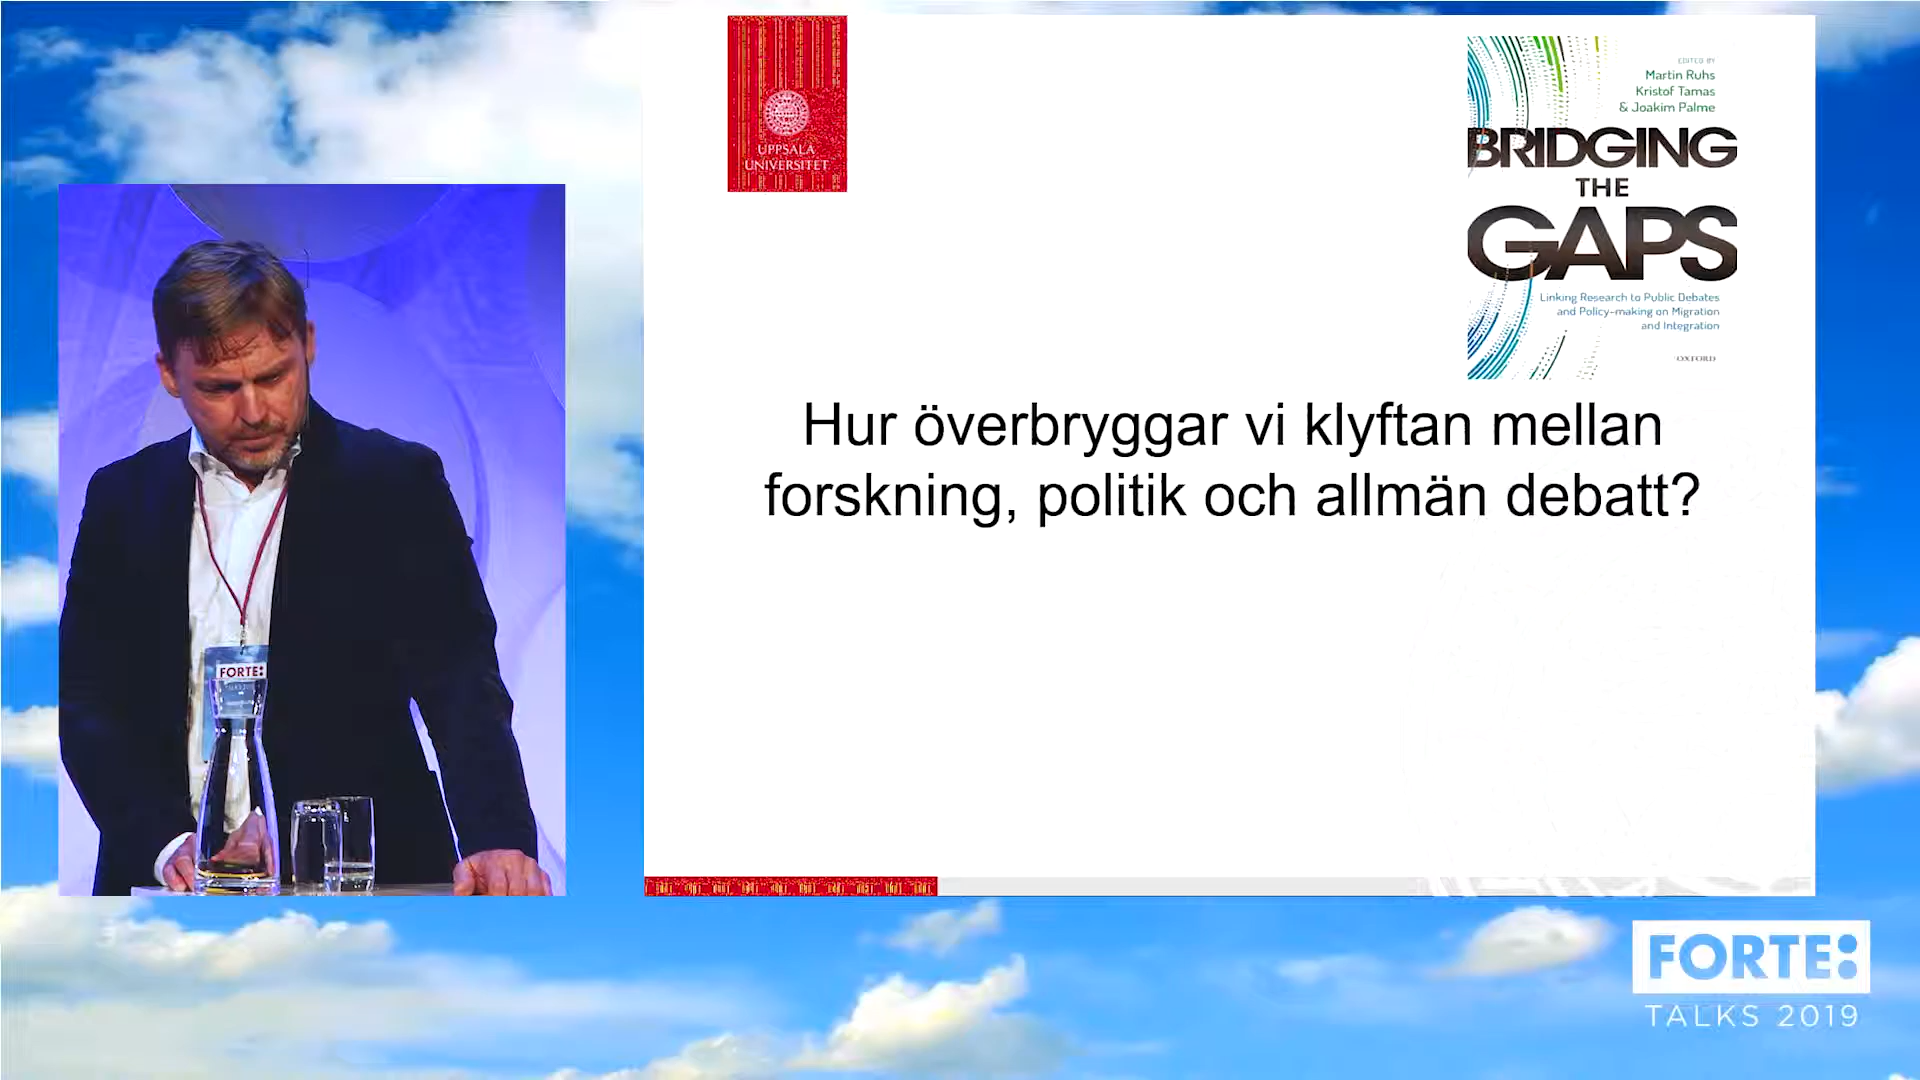 UPPSALA
UNIVERSITET
EDITED BY
Martin Ruhs
Kristof Tamas
& Joakim Palme
BRIDGING
THE
GAPS
Linking Research to Public Debates
and Policy-making on Migration
and Integration
OXFORD
Hur överbryggar vi klyftan mellan
forskning, politik och allmän debatt?
FORTE:
FORTE:
TALKS 2019